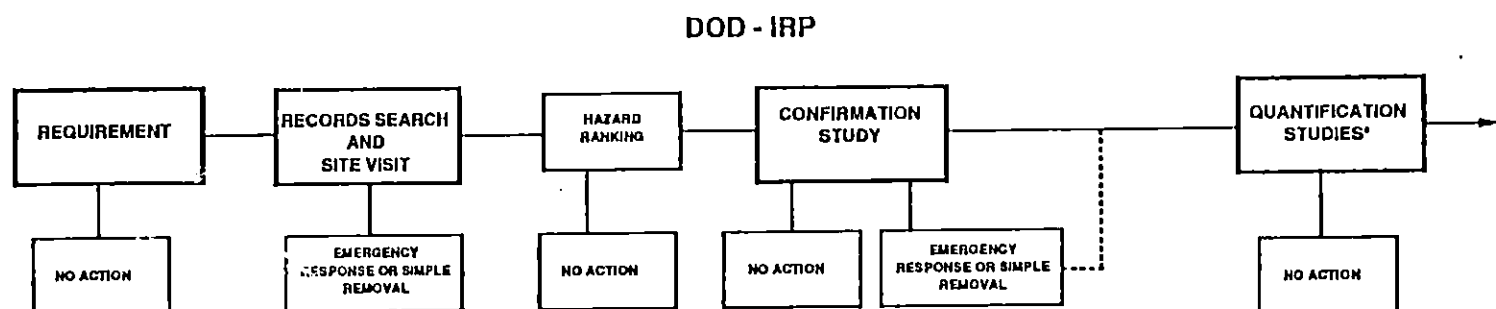 DOD - IRP
REQUIREMENT
RECORDS SEARCH
AND
SITE VISIT
HAZARD
RANKING
CONFIRMATION
STUDY
QUANTIFICATION
STUDIES*
NO ACTION
EMERGENCY
RESPONSE OR SIMPLE
REMOVAL
NO ACTION
NO ACTION
EMERGENCY
RESPONSE OR SIMPLE
REMOVAL
NO ACTION